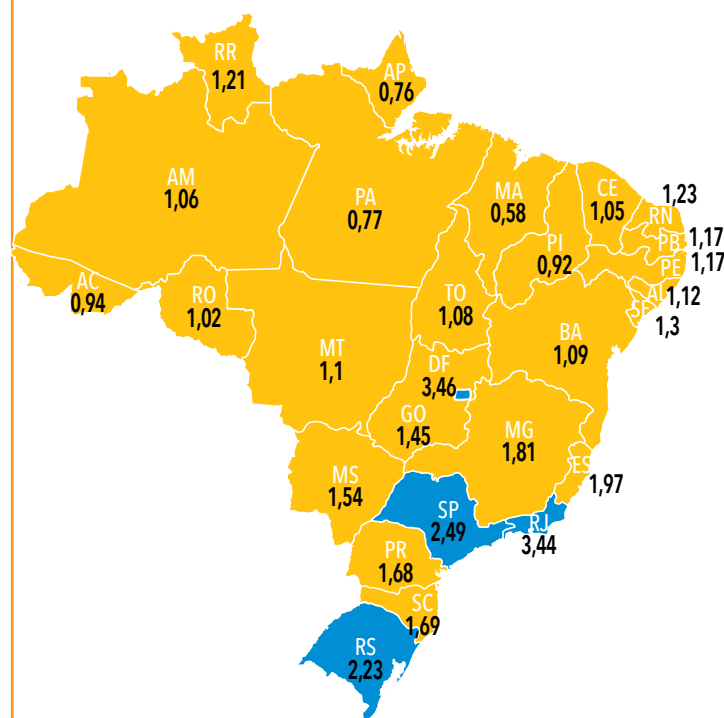 RR
1,21
AP
0,76
AM
1,06
PA
0,77
MA
0,58
CE
1,05
1,23
RN
1,17
PB
1,17
PE
PI
0,92
AL
1,12
SE
1,3
AC
0,94
RO
1,02
TO
1,08
BA
1,09
MT
1,1
DF
3,46
GO
1,45
MG
1,81
ES
1,97
MS
1,54
SP
2,49
RJ
3,44
PR
1,68
SC
1,69
RS
2,23